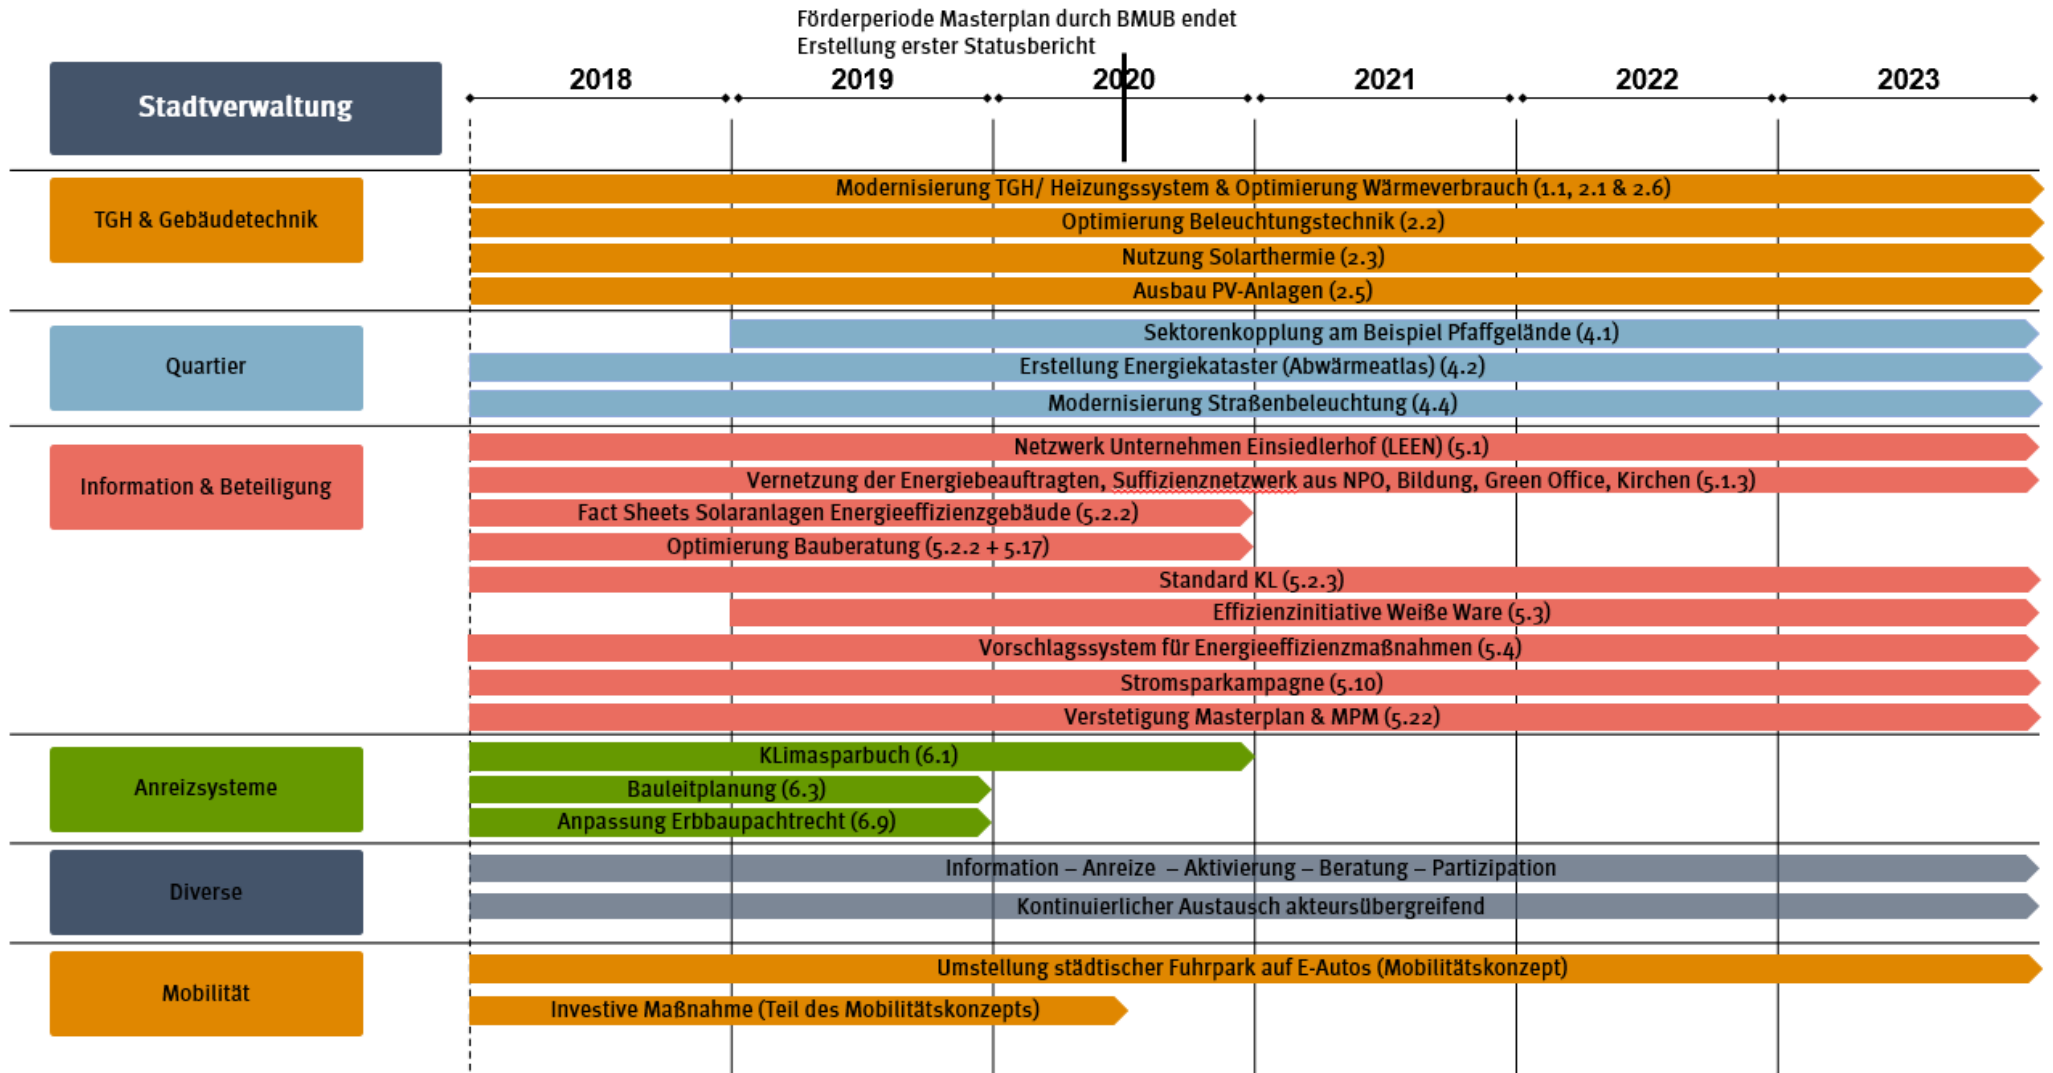 Förderperiode Masterplan durch BMUB endet
Erstellung erster Statusbericht
Stadtverwaltung
2018 2019 2020 2021 2022 2023
TGH & Gebäudetechnik
Modernisierung TGH/ Heizungssystem & Optimierung Wärmeverbrauch (1.1, 2.1 & 2.6)
Optimierung Beleuchtungstechnik (2.2)
Nutzung Solarthermie (2.3)
Ausbau PV-Anlagen (2.5)
Quartier
Sektorenkopplung am Beispiel Pfaffgelände (4.1)
Erstellung Energiekataster (Abwärmeatlas) (4.2)
Modernisierung Straßenbeleuchtung (4.4)
Information & Beteiligung
Netzwerk Unternehmen Einsiedlerhof (LEEN) (5.1)
Vernetzung der Energiebeauftragten, Suffizienznetzwerk aus NPO, Bildung, Green Office, Kirchen (5.1.3)
Fact Sheets Solaranlagen Energieeffizienzgebäude (5.2.2)
Optimierung Bauberatung (5.2.2 + 5.17)
Standard KL (5.2.3)
Effizienzinitiative Weiße Ware (5.3)
Vorschlagssystem für Energieeffizienzmaßnahmen (5.4)
Stromsparkampagne (5.10)
Verstetigung Masterplan & MPM (5.22)
Anreizsysteme
KLimasparbuch (6.1)
Bauleitplanung (6.3)
Anpassung Erbbaupachtrecht (6.9)
Diverse
Information – Anreize – Aktivierung – Beratung – Partizipation
Kontinuierlicher Austausch akteursübergreifend
Mobilität
Umstellung städtischer Fuhrpark auf E-Autos (Mobilitätskonzept)
Investive Maßnahme (Teil des Mobilitätskonzepts)